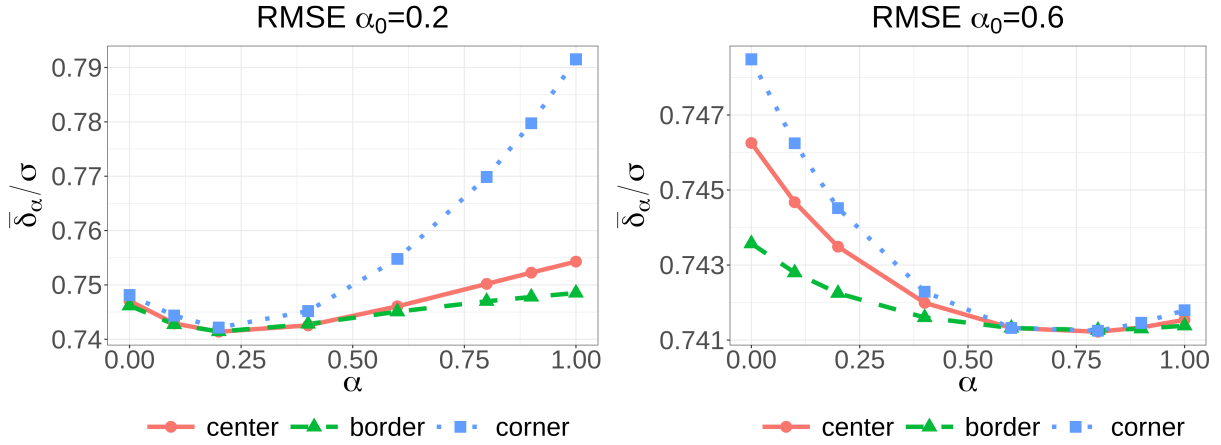 RMSE α₀=0.2
0.79
0.78
0.77
0.76
0.75
0.74
δ̅α/σ
0.00 0.25 0.50 0.75 1.00
α
center border corner
RMSE α₀=0.6
0.747
0.745
0.743
0.741
δ̅α/σ
0.00 0.25 0.50 0.75 1.00
α
center border corner